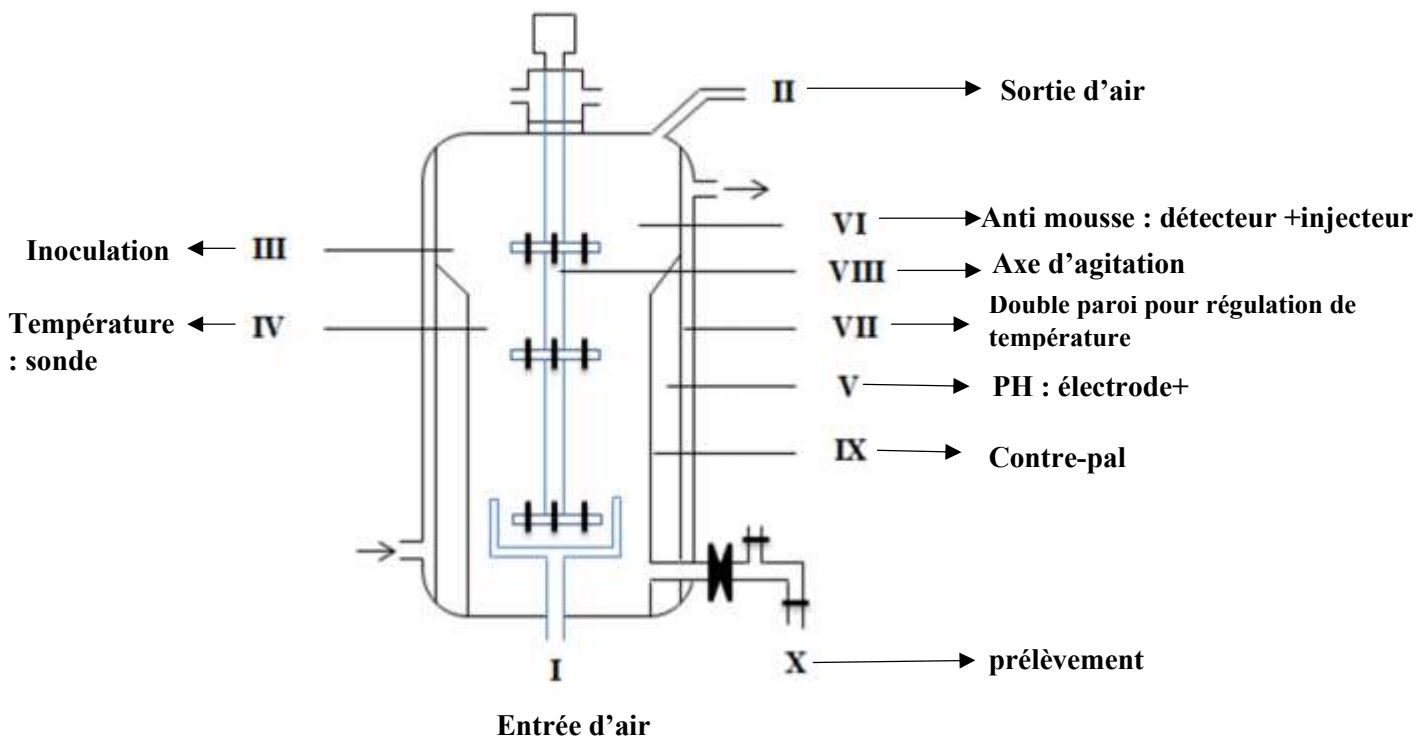 II
Sortie d'air
VI
Anti mousse : détecteur +injecteur
Inoculation
III
VIII
Axe d'agitation
Température
: sonde
IV
VII
Double paroi pour régulation de
température
V
PH : électrode+
IX
Contre-pal
X
prélèvement
I
Entrée d'air